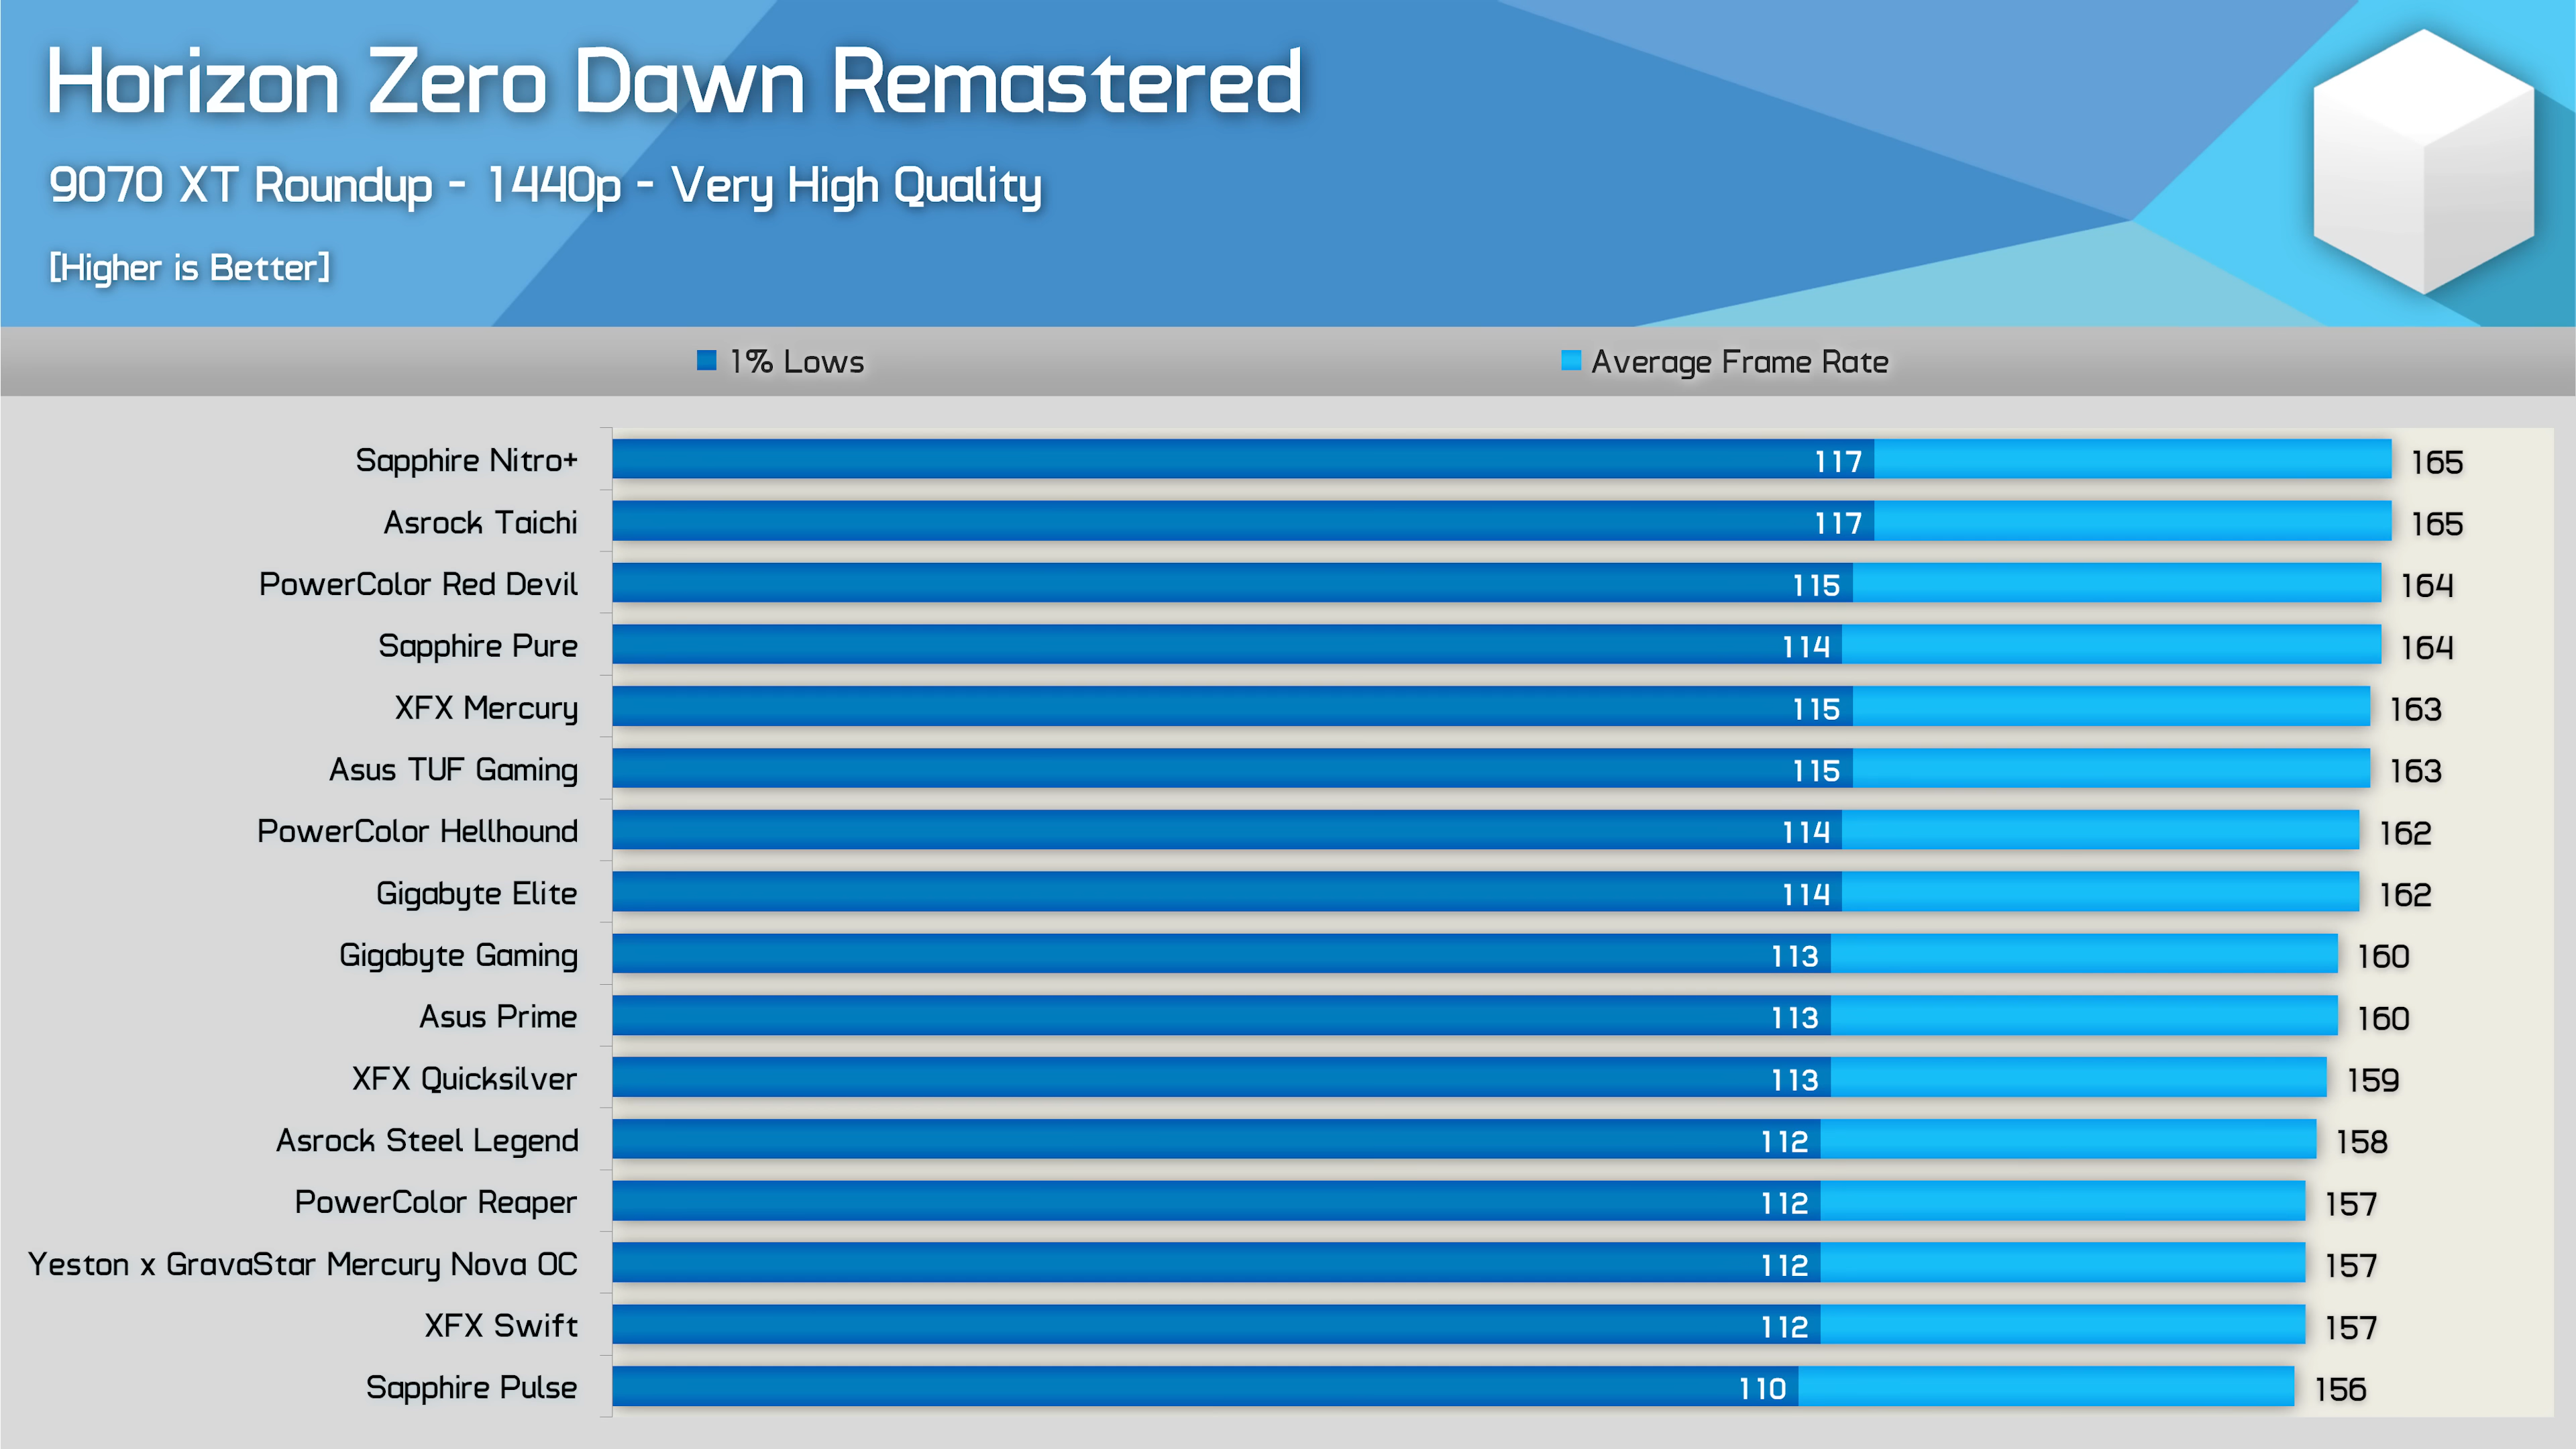 Horizon Zero Dawn Remastered
9070 XT Roundup - 1440p - Very High Quality
[Higher is Better]
1% Lows Average Frame Rate
Sapphire Nitro+ 117 165
Asrock Taichi 117 165
PowerColor Red Devil 115 164
Sapphire Pure 114 164
XFX Mercury 115 163
Asus TUF Gaming 115 163
PowerColor Hellhound 114 162
Gigabyte Elite 114 162
Gigabyte Gaming 113 160
Asus Prime 113 160
XFX Quicksilver 113 159
Asrock Steel Legend 112 158
PowerColor Reaper 112 157
Yeston x GravaStar Mercury Nova OC 112 157
XFX Swift 112 157
Sapphire Pulse 110 156